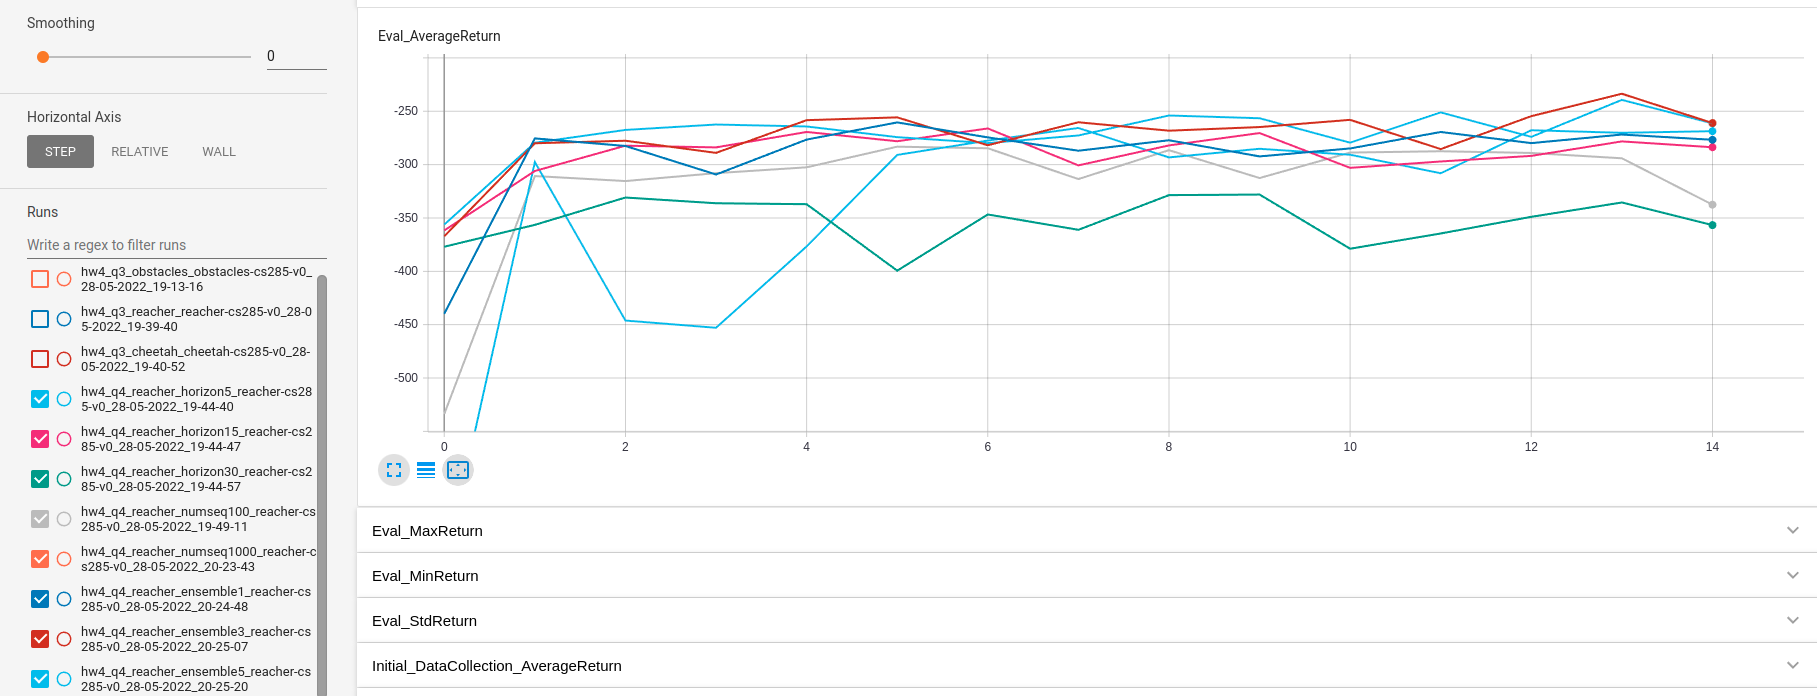 Smoothing
0
Horizontal Axis
STEP RELATIVE WALL
Runs
Write a regex to filter runs
hw4_q3_obstacles_obstacles-cs285-v0_
28-05-2022_19-13-16
hw4_q3_reacher_reacher-cs285-v0_28-0
5-2022_19-39-40
hw4_q3_cheetah_cheetah-cs285-v0_28-
05-2022_19-40-52
hw4_q4_reacher_horizon5_reacher-cs28
5-v0_28-05-2022_19-44-40
hw4_q4_reacher_horizon15_reacher-cs2
85-v0_28-05-2022_19-44-47
hw4_q4_reacher_horizon30_reacher-cs2
85-v0_28-05-2022_19-44-57
hw4_q4_reacher_numseq100_reacher-cs
285-v0_28-05-2022_19-49-11
hw4_q4_reacher_numseq1000_reacher-c
s285-v0_28-05-2022_20-23-43
hw4_q4_reacher_ensemble1_reacher-cs
285-v0_28-05-2022_20-24-48
hw4_q4_reacher_ensemble3_reacher-cs
285-v0_28-05-2022_20-25-07
hw4_q4_reacher_ensemble5_reacher-cs
285-v0_28-05-2022_20-25-20
Eval_AverageReturn
-250
-300
-350
-400
-450
-500
0 2 4 6 8 10 12 14
Eval_MaxReturn
Eval_MinReturn
Eval_StdReturn
Initial_DataCollection_AverageReturn